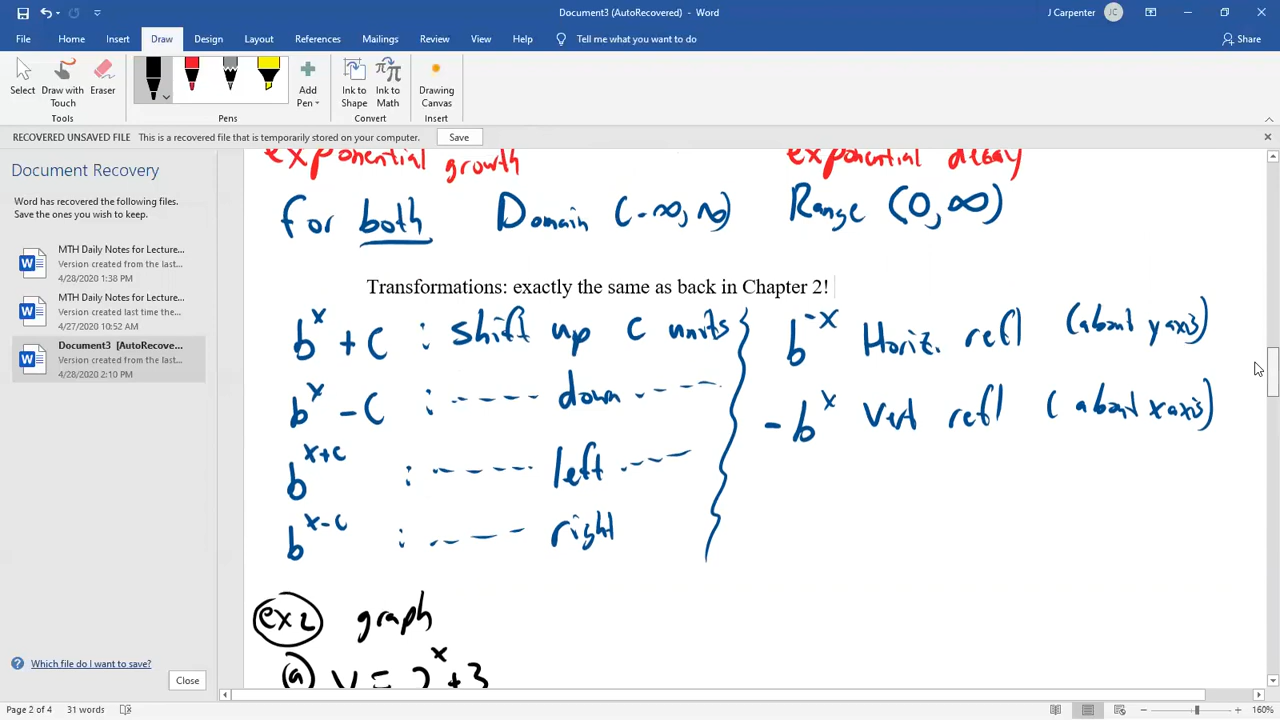 Document3 (AutoRecovered) - Word
J Carpenter JC
File Home Insert Draw Design Layout References Mailings Review View Help Tell me what you want to do Share
Select Draw with Touch Eraser Add Pen Ink to Shape Ink to Math Drawing Canvas
Tools Pens Convert Insert
RECOVERED UNSAVED FILE This is a recovered file that is temporarily stored on your computer. Save
Document Recovery
Word has recovered the following files.
Save the ones you wish to keep.
MTH Daily Notes for Lecture...
Version created from the last...
4/28/2020 1:38 PM
MTH Daily Notes for Lecture...
Version created last time the...
4/27/2020 10:52 AM
Document3 [AutoRecove...
Version created from the last...
4/28/2020 2:10 PM
Which file do I want to save?
Close
exponential growth exponential decay
for both Domain (-∞,∞) Range (0,∞)
Transformations: exactly the same as back in Chapter 2!
b^x + c : shift up c units
b^x - c : ----- down -----
b^{x+c} : ----- left -----
b^{x-c} : ----- right
b^{-x} Horiz. refl (about y axis)
-b^x Vert refl (about x axis)
ex 2 graph
(a) y = 2^x + 3
Page 2 of 4 31 words 160%